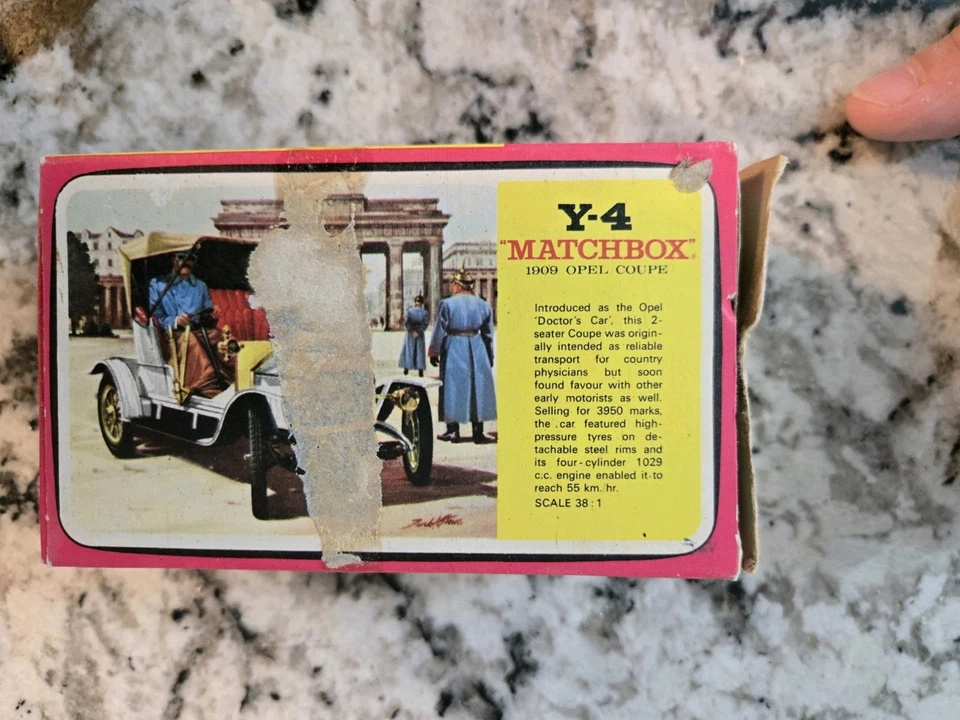 Y-4
"MATCHBOX"
1909 OPEL COUPE
Introduced as the Opel
'Doctor's Car', this 2-
seater Coupe was origin-
ally intended as reliable
transport for country
physicians but soon
found favour with other
early motorists as well.
Selling for 3950 marks,
the car featured high-
pressure tyres on de-
tachable steel rims and
its four-cylinder 1029
c.c. engine enabled it to
reach 55 km./hr.
SCALE 38 : 1